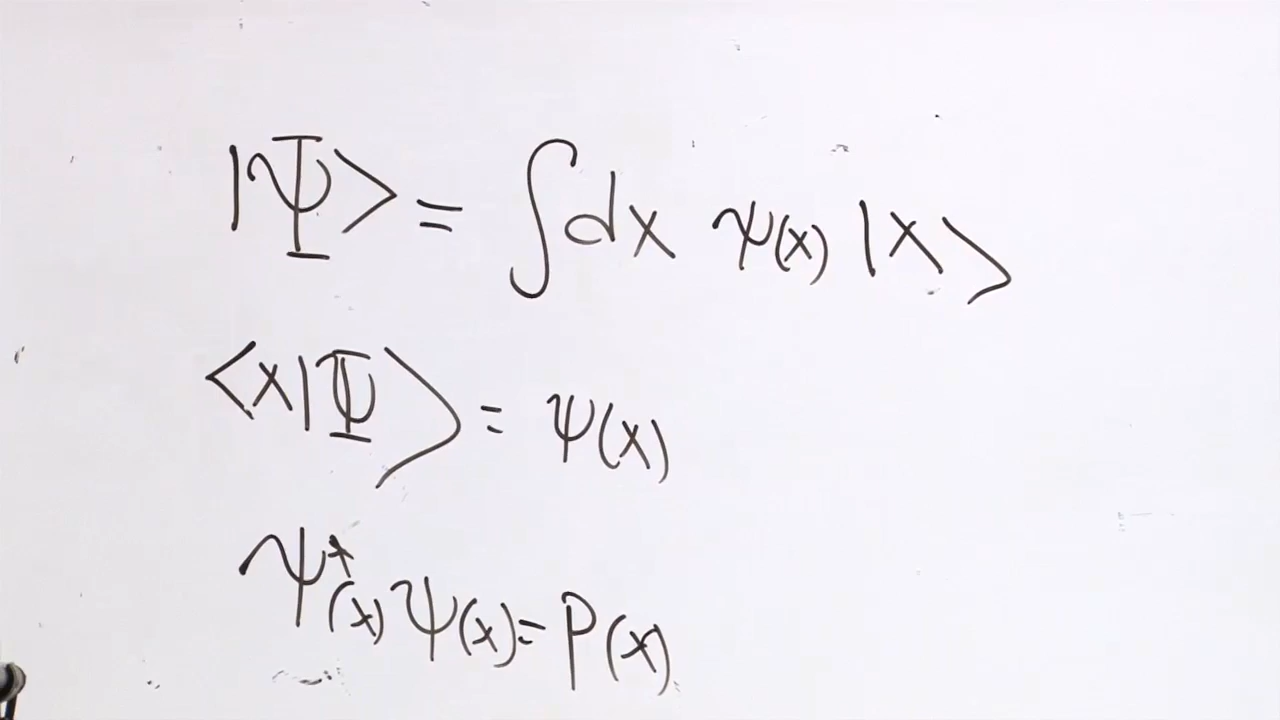 |Ψ> = ∫dx ψ(x) |x>
<x|Ψ> = ψ(x)
ψ*(x) ψ(x) = P(x)